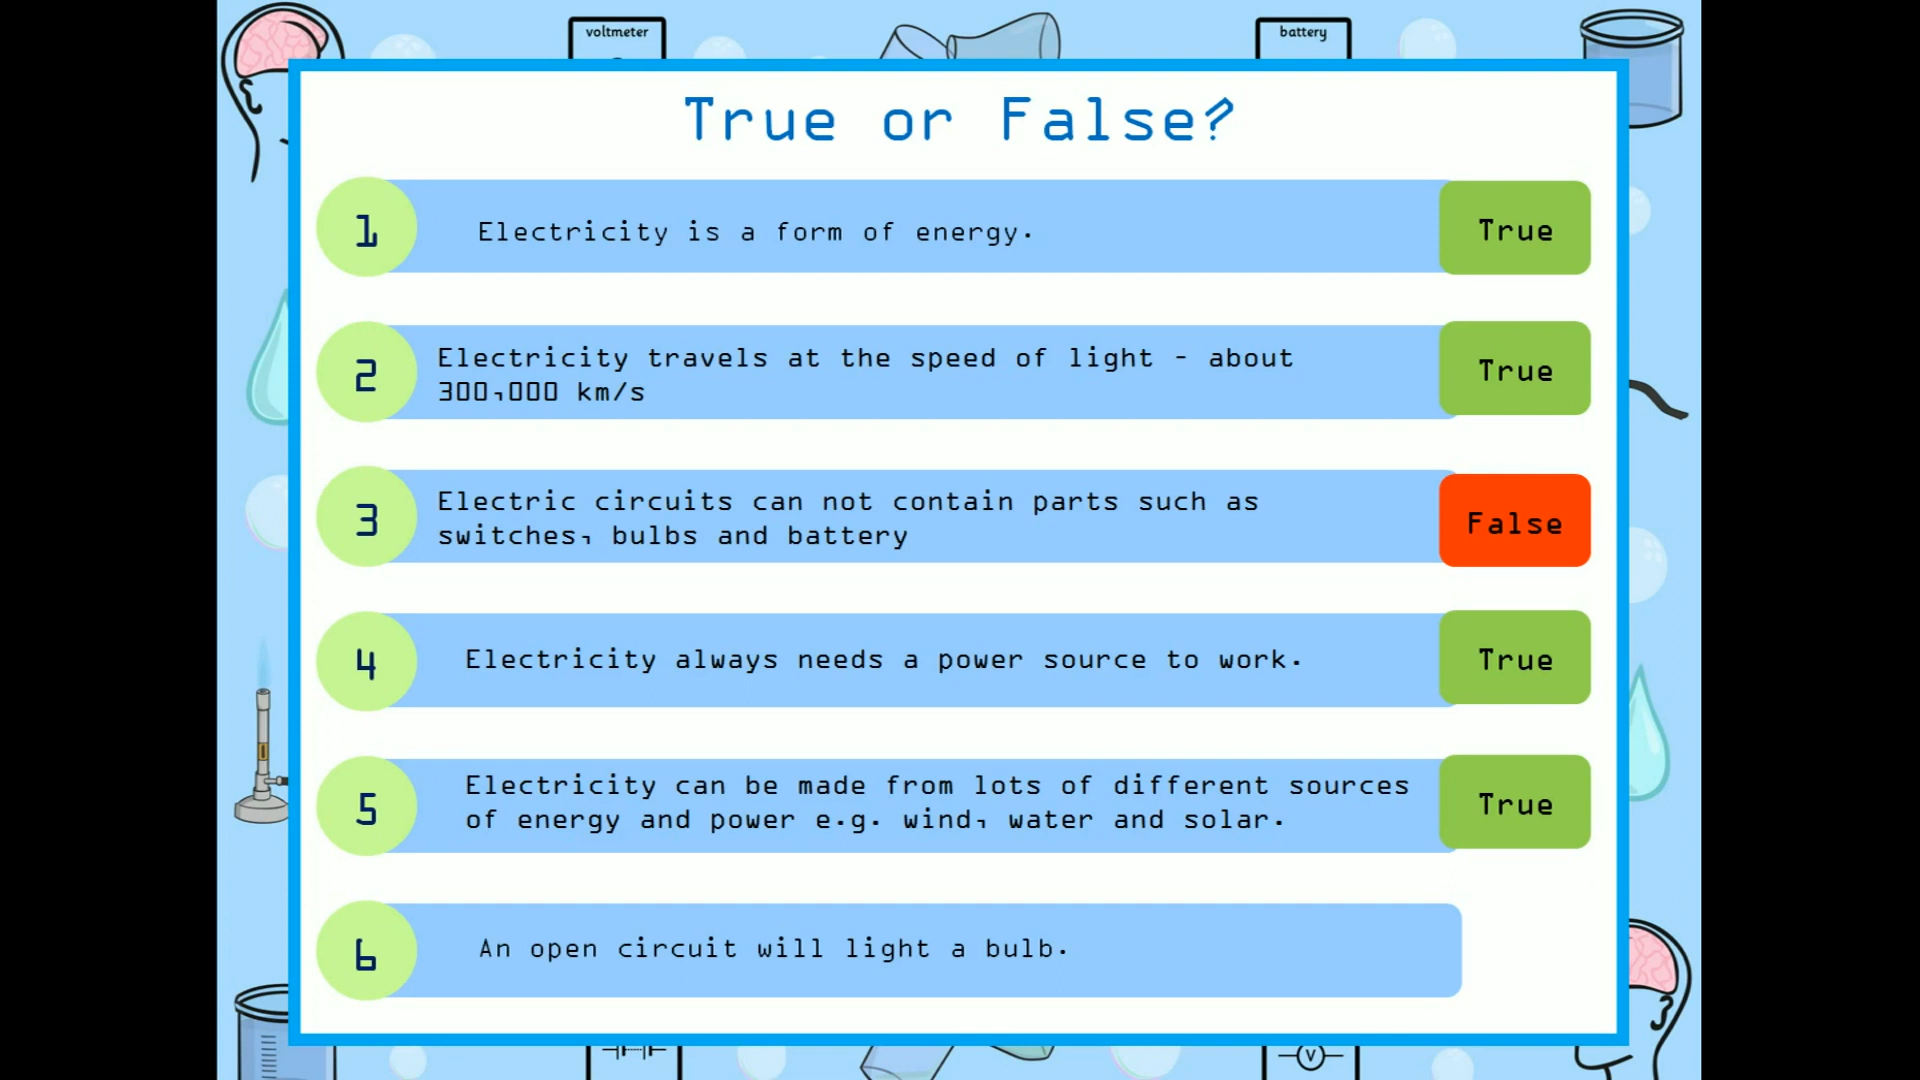 voltmeter
battery
True or False?
1
Electricity is a form of energy.
True
2
Electricity travels at the speed of light - about
300,000 km/s
True
3
Electric circuits can not contain parts such as
switches, bulbs and battery
False
4
Electricity always needs a power source to work.
True
5
Electricity can be made from lots of different sources
of energy and power e.g. wind, water and solar.
True
6
An open circuit will light a bulb.
V